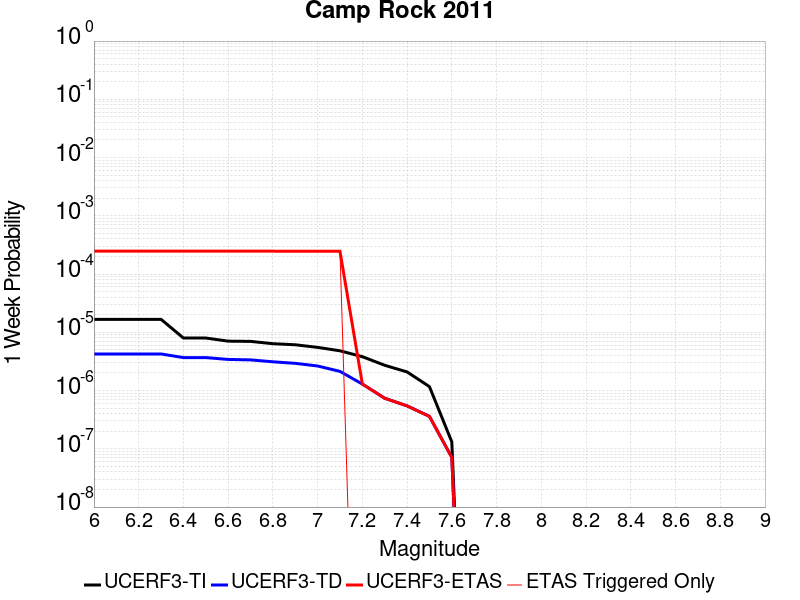 Camp Rock 2011
10^0
10^-1
10^-2
10^-3
10^-4
10^-5
10^-6
10^-7
10^-8
1 Week Probability
6 6.2 6.4 6.6 6.8 7 7.2 7.4 7.6 7.8 8 8.2 8.4 8.6 8.8 9
Magnitude
UCERF3-TI UCERF3-TD UCERF3-ETAS ETAS Triggered Only